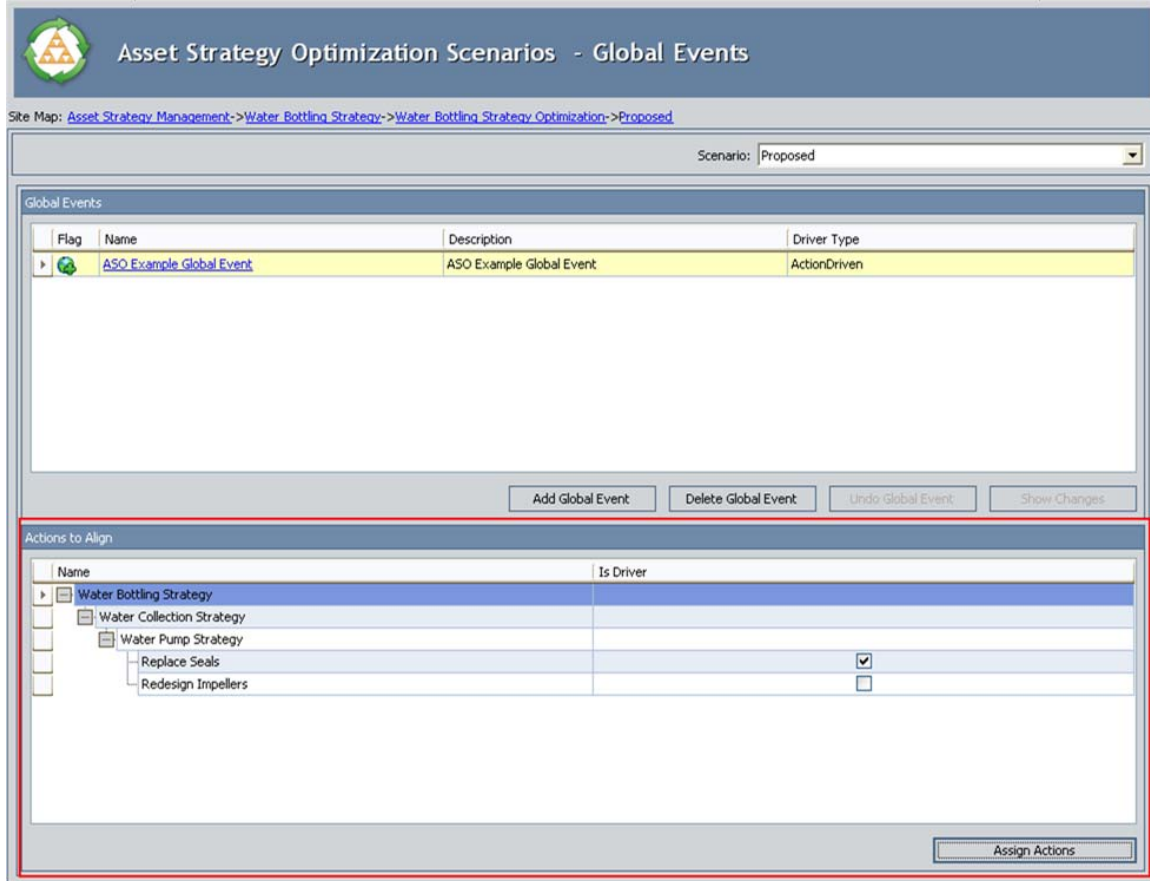 Asset Strategy Optimization Scenarios - Global Events
Site Map: Asset Strategy Management->Water Bottling Strategy->Water Bottling Strategy Optimization->Proposed
Scenario: Proposed
Global Events
Flag Name Description Driver Type
ASO Example Global Event ASO Example Global Event ActionDriven
Add Global Event Delete Global Event Undo Global Event Show Changes
Actions to Align
Name Is Driver
Water Bottling Strategy
Water Collection Strategy
Water Pump Strategy
Replace Seals
Redesign Impellers
Assign Actions